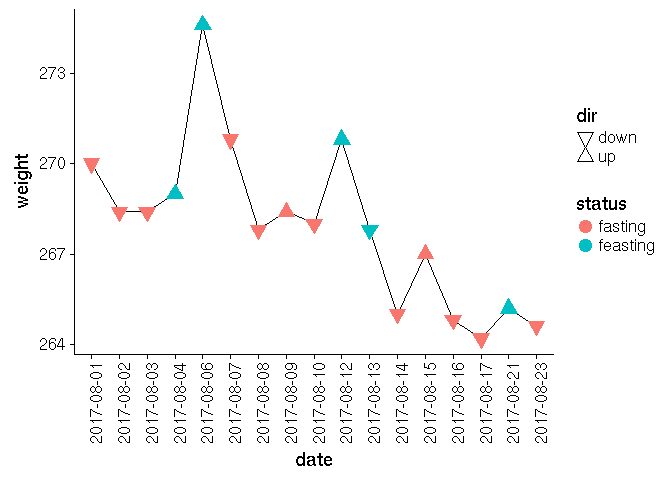 273
270
267
264
weight
2017-08-01
2017-08-02
2017-08-03
2017-08-04
2017-08-06
2017-08-07
2017-08-08
2017-08-09
2017-08-10
2017-08-12
2017-08-13
2017-08-14
2017-08-15
2017-08-16
2017-08-17
2017-08-21
2017-08-23
date
dir
down
up
status
fasting
feasting